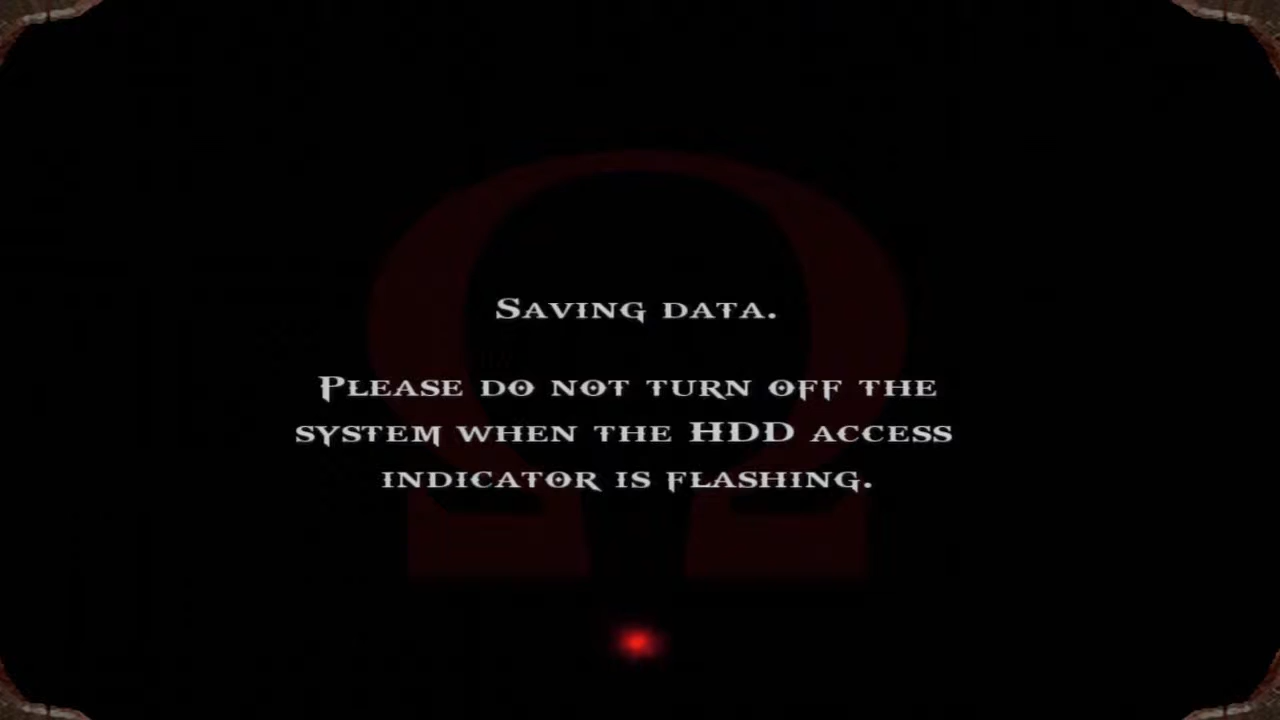 Saving data.
Please do not turn off the
system when the HDD access
indicator is flashing.